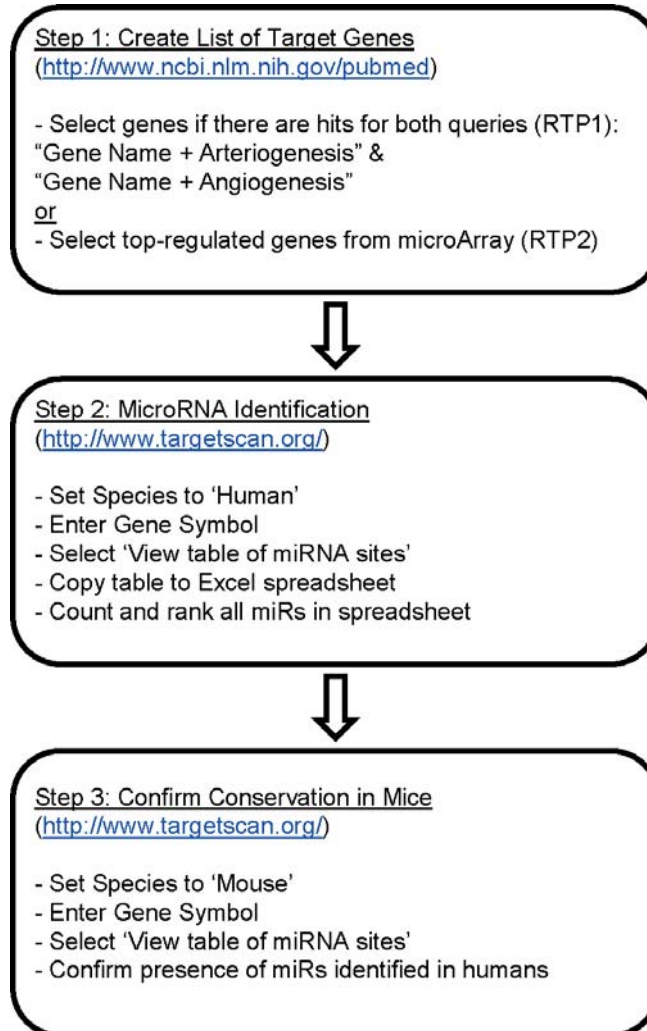 Step 1: Create List of Target Genes
(http://www.ncbi.nlm.nih.gov/pubmed)
- Select genes if there are hits for both queries (RTP1):
“Gene Name + Arteriogenesis” &
“Gene Name + Angiogenesis”
or
- Select top-regulated genes from microArray (RTP2)
Step 2: MicroRNA Identification
(http://www.targetscan.org/)
- Set Species to ‘Human’
- Enter Gene Symbol
- Select ‘View table of miRNA sites’
- Copy table to Excel spreadsheet
- Count and rank all miRs in spreadsheet
Step 3: Confirm Conservation in Mice
(http://www.targetscan.org/)
- Set Species to ‘Mouse’
- Enter Gene Symbol
- Select ‘View table of miRNA sites’
- Confirm presence of miRs identified in humans